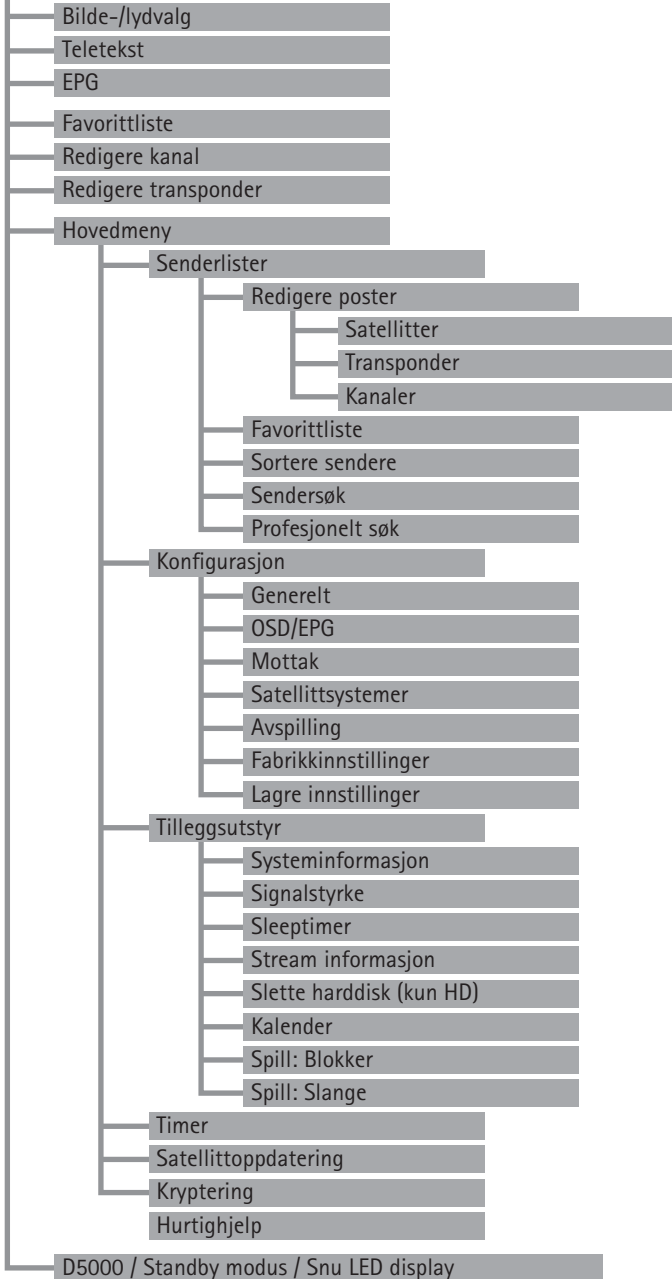 Bilde-/lydvalg
Teletekst
EPG
Favorittliste
Redigere kanal
Redigere transponder
Hovedmeny
Senderlister
Redigere poster
Satellitter
Transponder
Kanaler
Favorittliste
Sortere sendere
Sendersøk
Profesjonelt søk
Konfigurasjon
Generelt
OSD/EPG
Mottak
Satellittsystemer
Avspilling
Fabrikkinnstillinger
Lagre innstillinger
Tilleggsutstyr
Systeminformasjon
Signalstyrke
Sleeptimer
Stream informasjon
Slette harddisk (kun HD)
Kalender
Spill: Blokker
Spill: Slange
Timer
Satellittoppdatering
Kryptering
Hurtighjelp
D5000 / Standby modus / Snu LED display